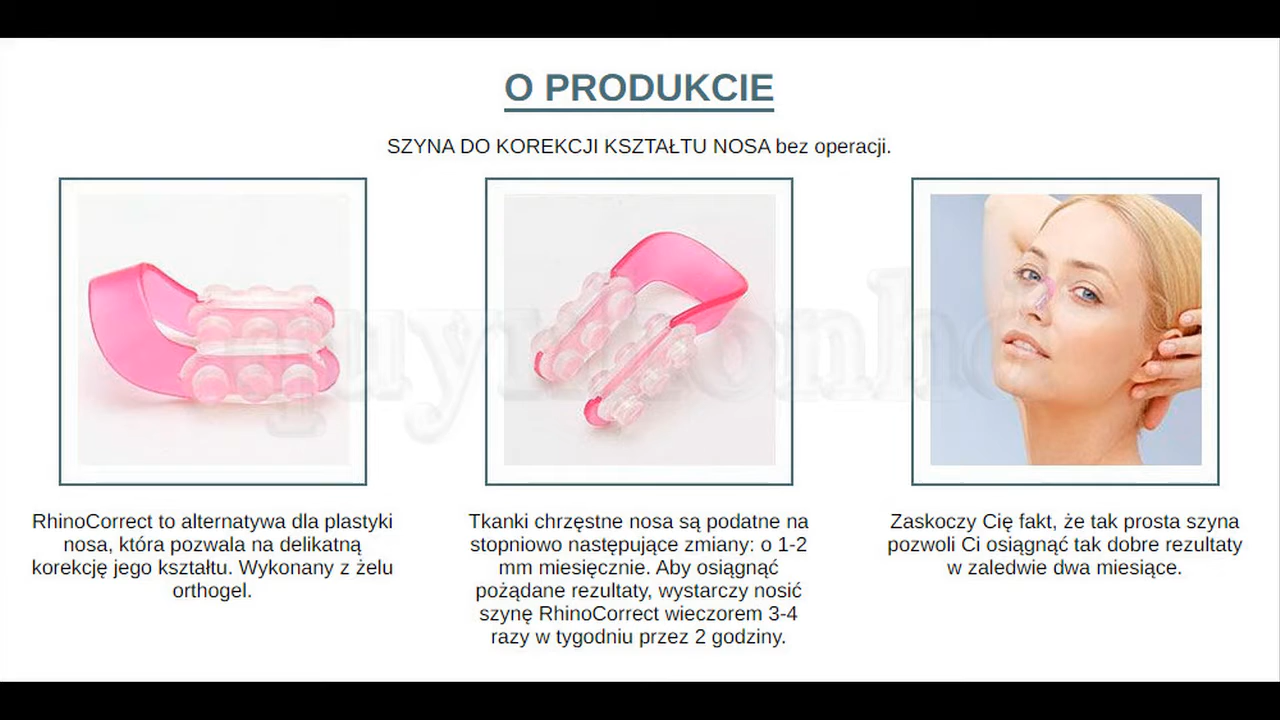 O PRODUKCIE
SZYNA DO KOREKCJI KSZTAŁTU NOSA bez operacji.
RhinoCorrect to alternatywa dla plastyki
nosa, która pozwala na delikatną
korekcję jego kształtu. Wykonany z żelu
orthogel.
Tkanki chrzęstne nosa są podatne na
stopniowo następujące zmiany: o 1-2
mm miesięcznie. Aby osiągnąć
pożądane rezultaty, wystarczy nosić
szynę RhinoCorrect wieczorem 3-4
razy w tygodniu przez 2 godziny.
Zaskoczy Cię fakt, że tak prosta szyna
pozwoli Ci osiągnąć tak dobre rezultaty
w zaledwie dwa miesiące.